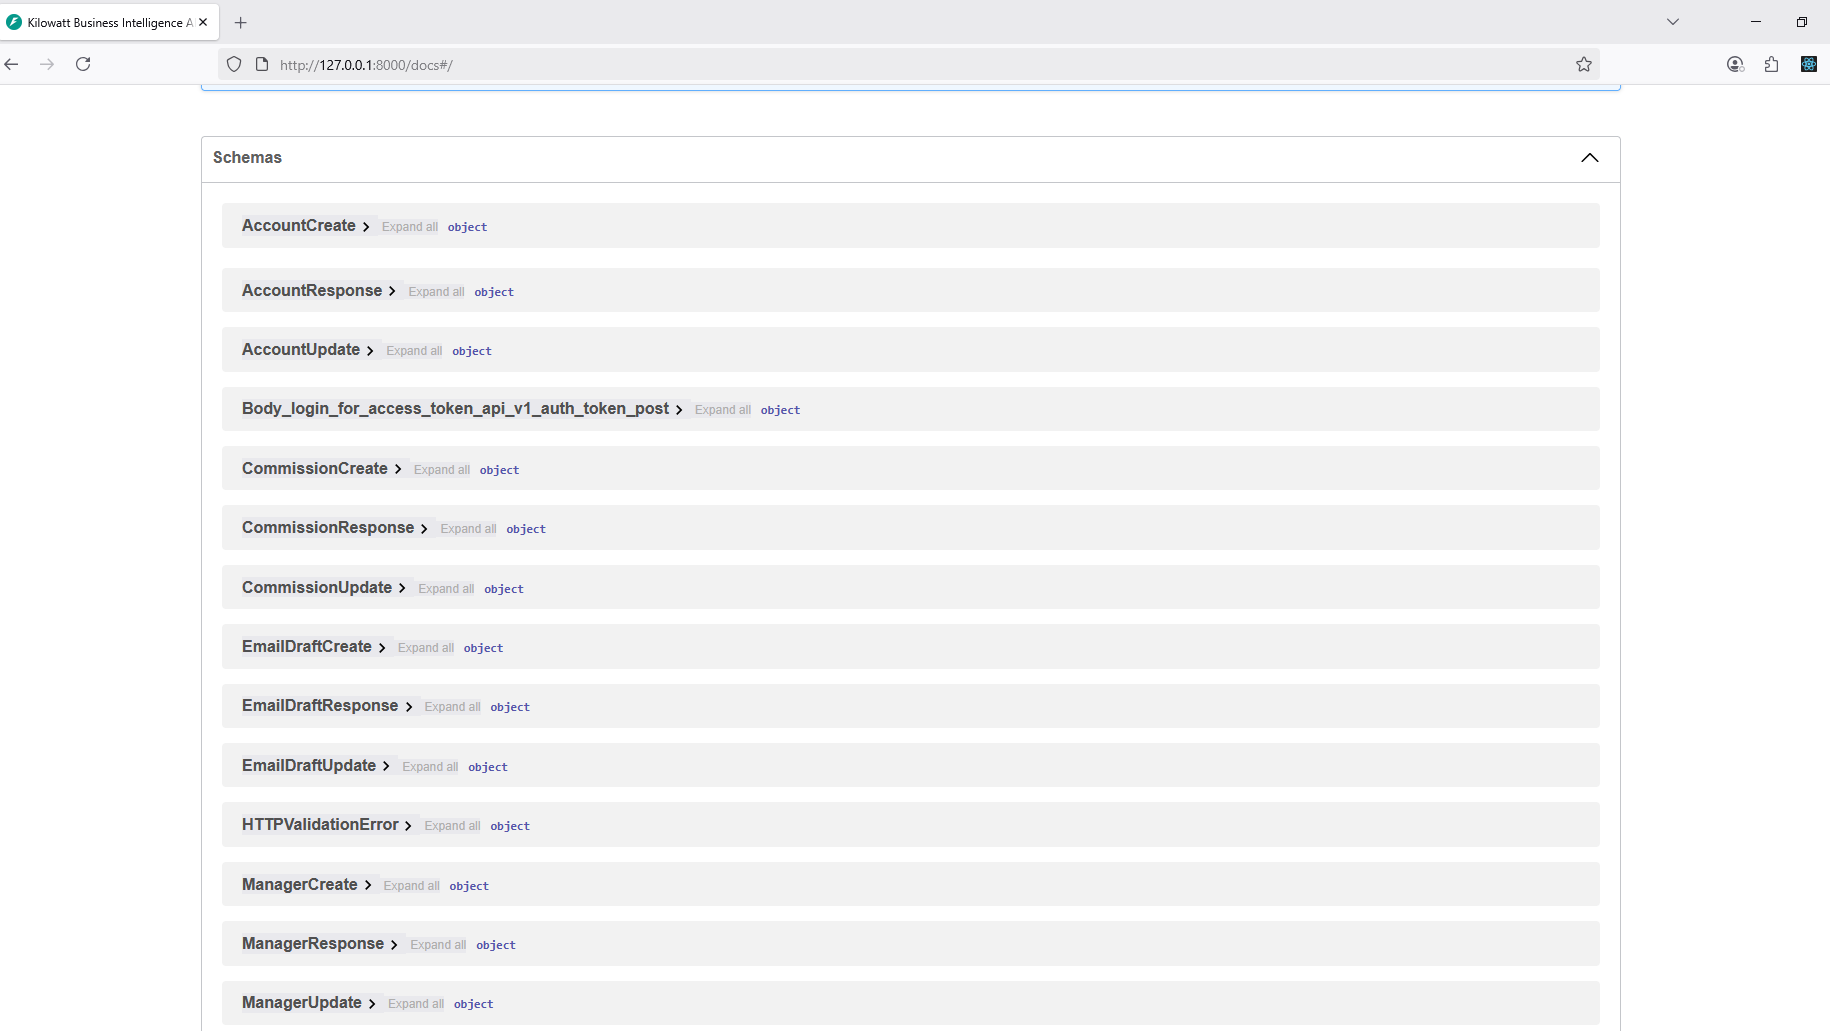 Kilowatt Business Intelligence A
http://127.0.0.1:8000/docs#/
Schemas
AccountCreate Expand all object
AccountResponse Expand all object
AccountUpdate Expand all object
Body_login_for_access_token_api_v1_auth_token_post Expand all object
CommissionCreate Expand all object
CommissionResponse Expand all object
CommissionUpdate Expand all object
EmailDraftCreate Expand all object
EmailDraftResponse Expand all object
EmailDraftUpdate Expand all object
HTTPValidationError Expand all object
ManagerCreate Expand all object
ManagerResponse Expand all object
ManagerUpdate Expand all object